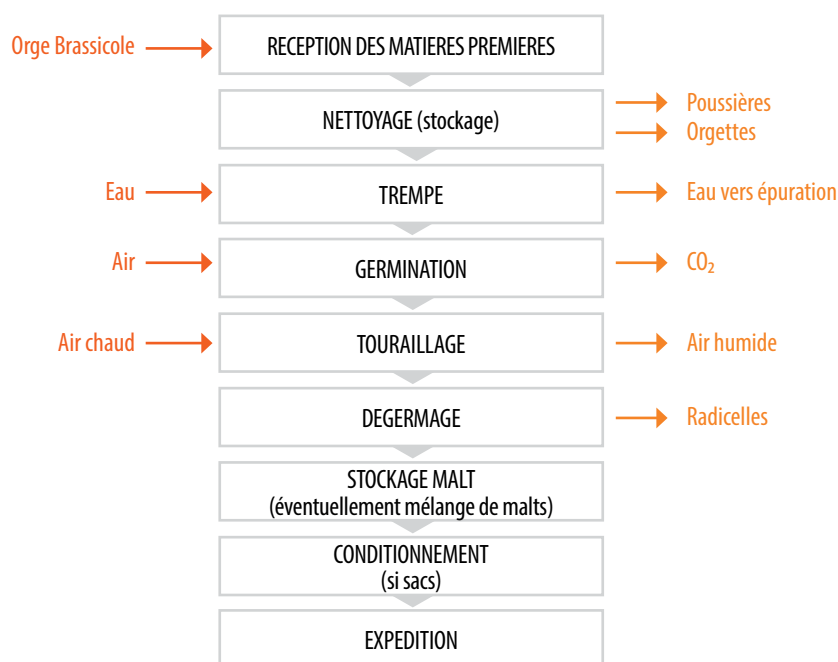 Orge Brassicole
RECEPTION DES MATIERES PREMIERES
NETTOYAGE (stockage)
Poussières
Orgettes
Eau
TREMPE
Eau vers épuration
Air
GERMINATION
CO₂
Air chaud
TOURAILLAGE
Air humide
DEGERMAGE
Radicelles
STOCKAGE MALT
(éventuellement mélange de malts)
CONDITIONNEMENT
(si sacs)
EXPEDITION